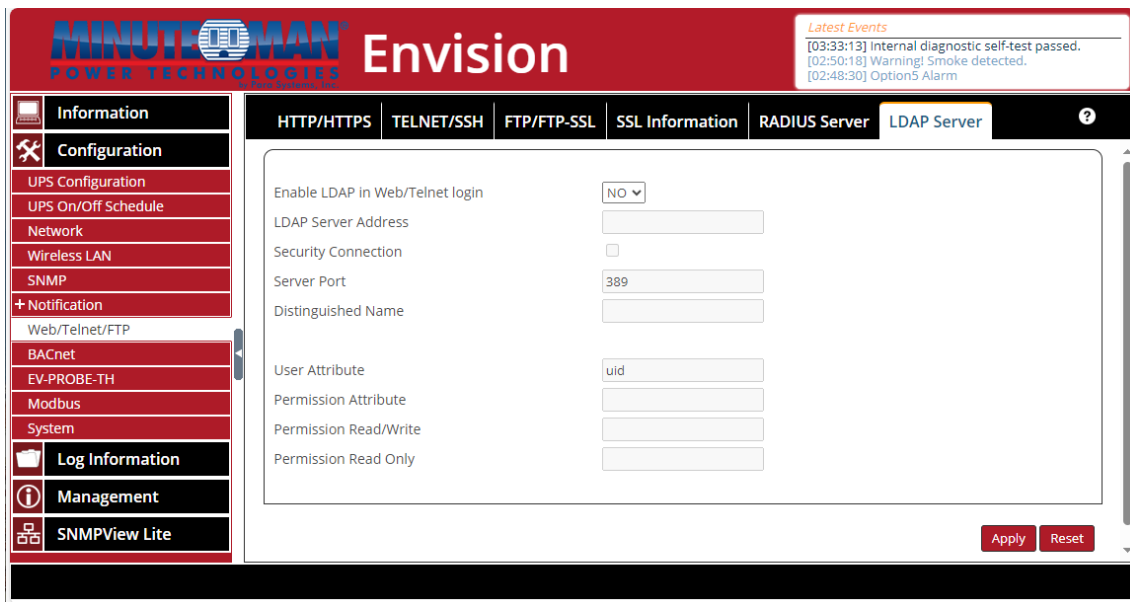 MINUTEMAN®
POWER TECHNOLOGIES
by Para Systems, Inc.
Envision
Latest Events
[03:33:13] Internal diagnostic self-test passed.
[02:50:18] Warning! Smoke detected.
[02:48:30] Option5 Alarm
Information
Configuration
UPS Configuration
UPS On/Off Schedule
Network
Wireless LAN
SNMP
+ Notification
Web/Telnet/FTP
BACnet
EV-PROBE-TH
Modbus
System
Log Information
Management
SNMPView Lite
HTTP/HTTPS TELNET/SSH FTP/FTP-SSL SSL Information RADIUS Server LDAP Server ?
Enable LDAP in Web/Telnet login NO
LDAP Server Address
Security Connection
Server Port 389
Distinguished Name
User Attribute uid
Permission Attribute
Permission Read/Write
Permission Read Only
Apply Reset